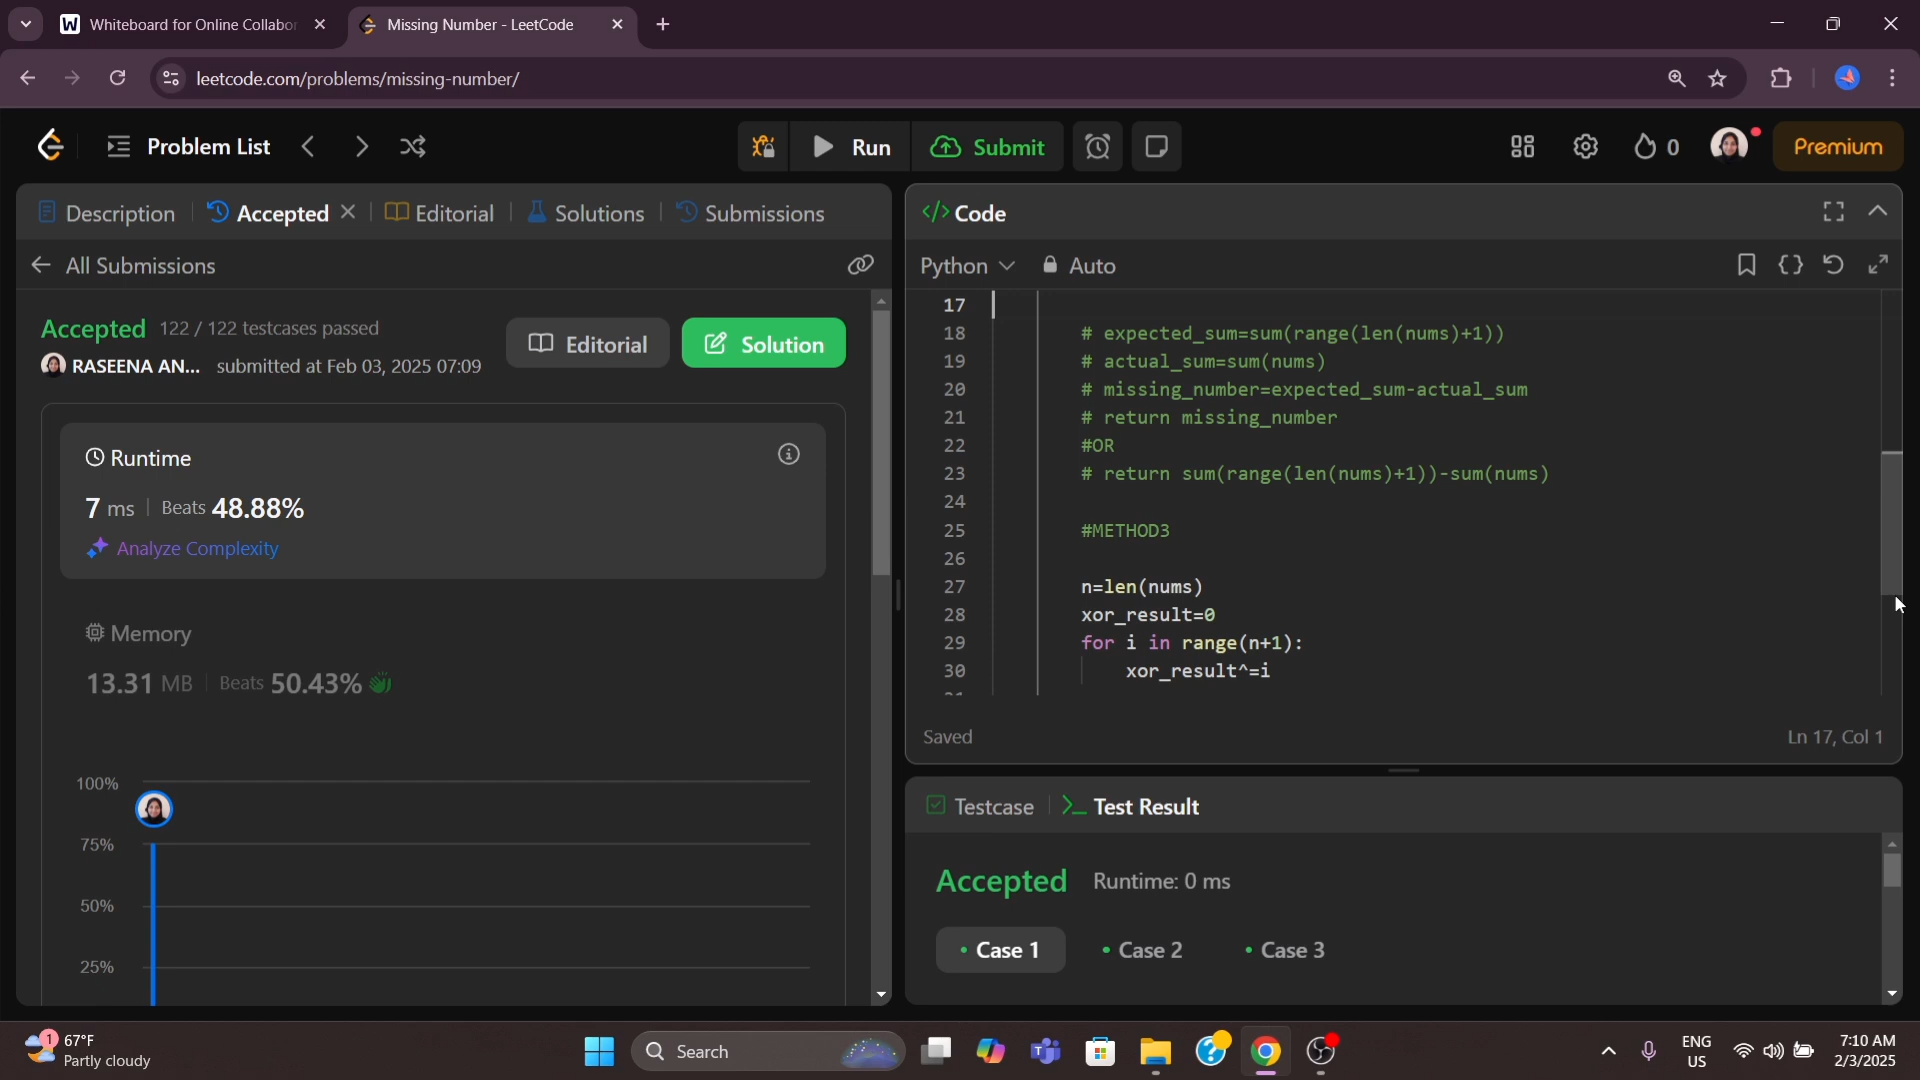 Whiteboard for Online Collabo
Missing Number - LeetCode
leetcode.com/problems/missing-number/
Problem List
Run
Submit
0
Premium
Description
Accepted
Editorial
Solutions
Submissions
All Submissions
Accepted 122 / 122 testcases passed
RASEENA AN... submitted at Feb 03, 2025 07:09
Editorial
Solution
Runtime
7 ms Beats 48.88%
Analyze Complexity
Memory
13.31 MB Beats 50.43%
100%
75%
50%
25%
</> Code
Python Auto
17
18 # expected_sum=sum(range(len(nums)+1))
19 # actual_sum=sum(nums)
20 # missing_number=expected_sum-actual_sum
21 # return missing_number
22 #OR
23 # return sum(range(len(nums)+1))-sum(nums)
24
25 #METHOD3
26
27 n=len(nums)
28 xor_result=0
29 for i in range(n+1):
30 xor_result^=i
Saved
Ln 17, Col 1
Testcase
Test Result
Accepted Runtime: 0 ms
Case 1
Case 2
Case 3
1
67°F
Partly cloudy
Search
ENG
US
7:10 AM
2/3/2025